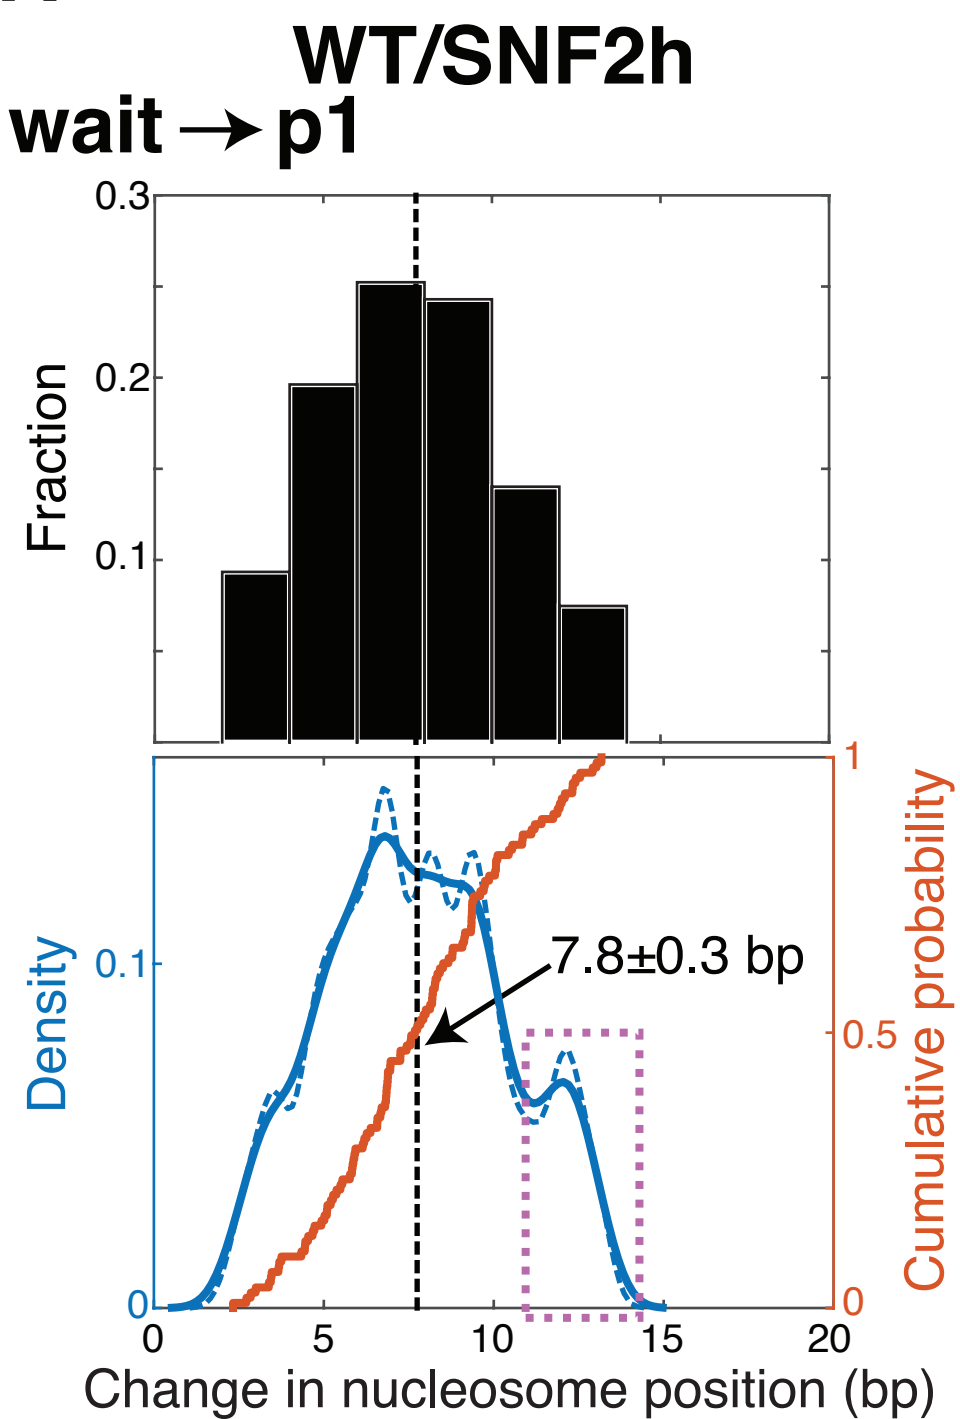 WT/SNF2h
wait → p1
0.3
0.2
0.1
Fraction
1
0.5
0
Cumulative probability
0.1
0
Density
7.8±0.3 bp
0 5 10 15 20
Change in nucleosome position (bp)